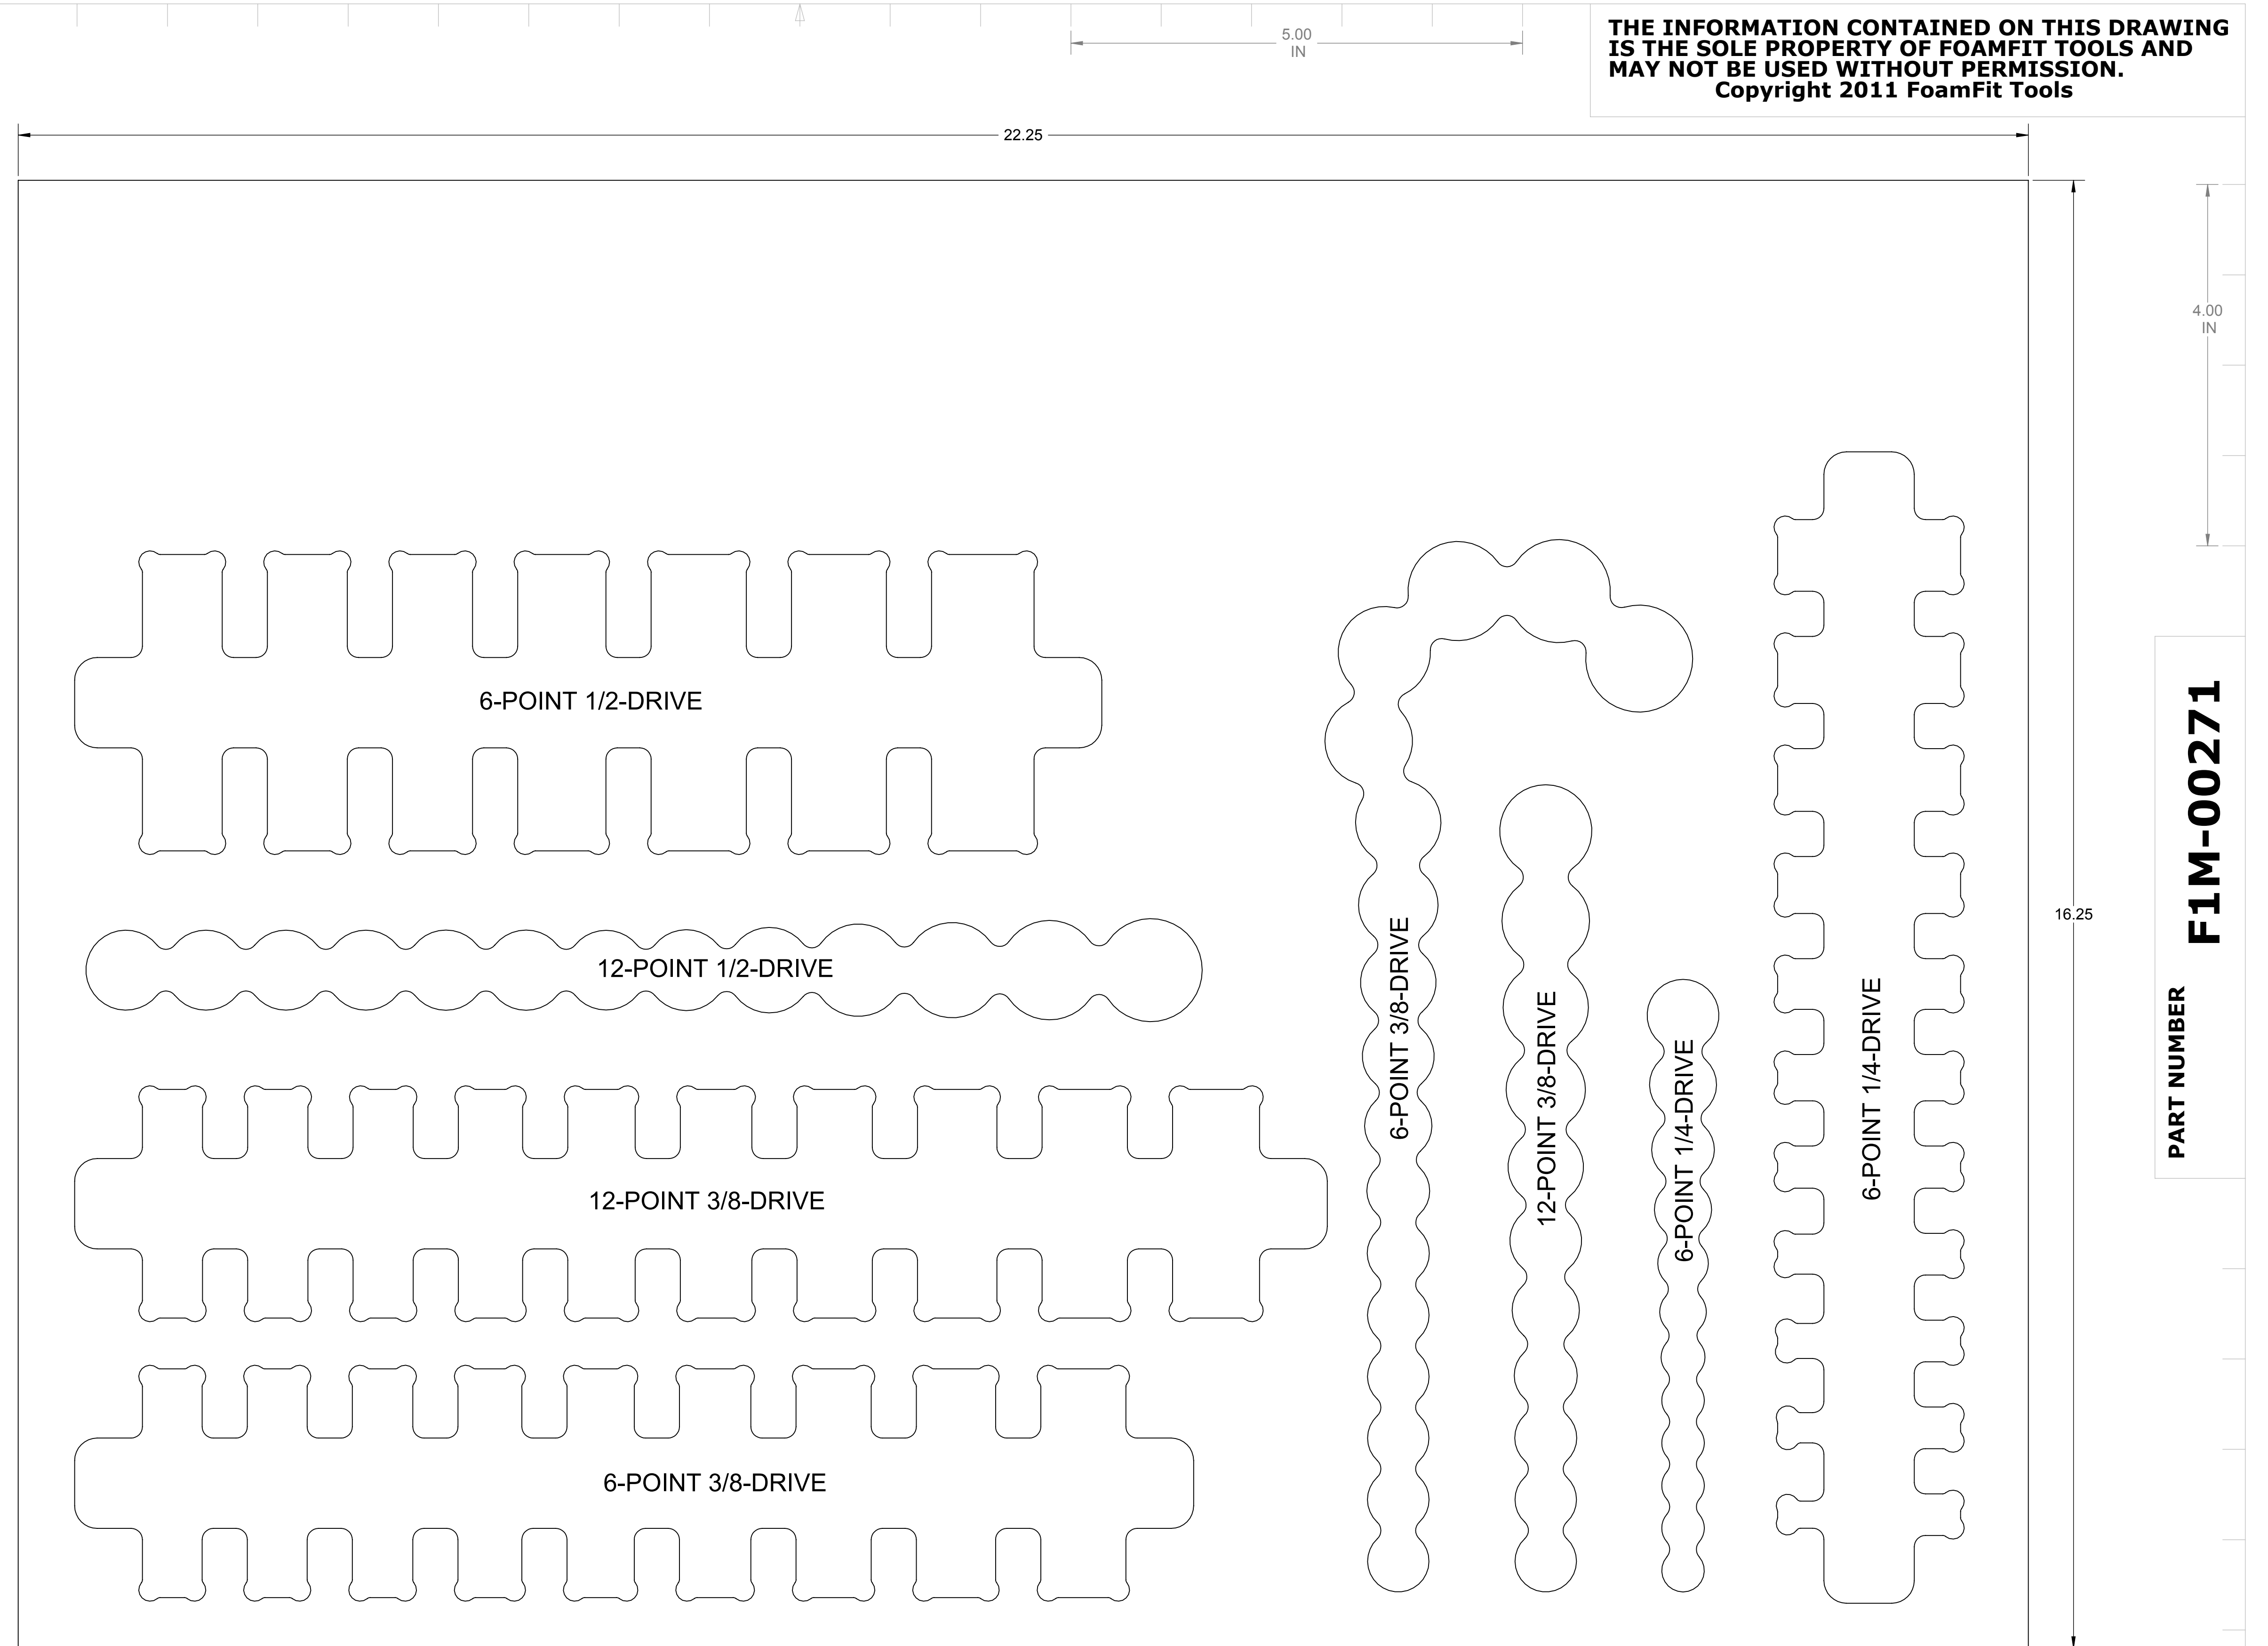 THE INFORMATION CONTAINED ON THIS DRAWING
IS THE SOLE PROPERTY OF FOAMFIT TOOLS AND
MAY NOT BE USED WITHOUT PERMISSION.
Copyright 2011 FoamFit Tools
5.00
IN
22.25
4.00
IN
6-POINT 1/2-DRIVE
12-POINT 1/2-DRIVE
12-POINT 3/8-DRIVE
6-POINT 3/8-DRIVE
6-POINT 3/8-DRIVE
12-POINT 3/8-DRIVE
6-POINT 1/4-DRIVE
6-POINT 1/4-DRIVE
16.25
PART NUMBER
F1M-00271